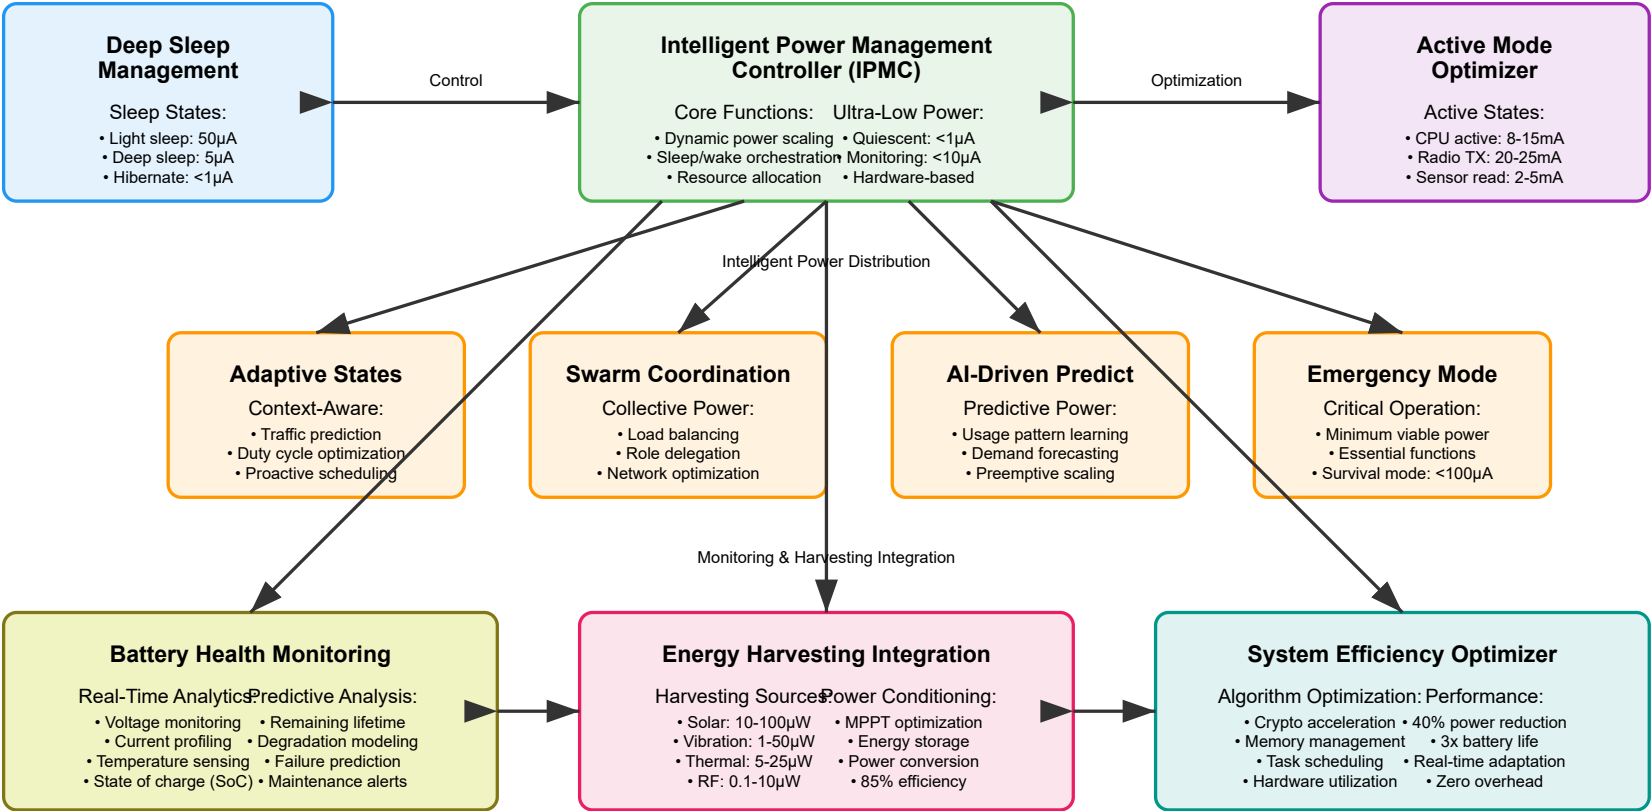 Deep Sleep
Management
Sleep States:
• Light sleep: 50µA
• Deep sleep: 5µA
• Hibernate: <1µA
Control
Intelligent Power Management
Controller (IPMC)
Core Functions:
• Dynamic power scaling
• Sleep/wake orchestration
• Resource allocation
Ultra-Low Power:
• Quiescent: <1µA
• Monitoring: <10µA
• Hardware-based
Optimization
Active Mode
Optimizer
Active States:
• CPU active: 8-15mA
• Radio TX: 20-25mA
• Sensor read: 2-5mA
Intelligent Power Distribution
Adaptive States
Context-Aware:
• Traffic prediction
• Duty cycle optimization
• Proactive scheduling
Swarm Coordination
Collective Power:
• Load balancing
• Role delegation
• Network optimization
AI-Driven Predict
Predictive Power:
• Usage pattern learning
• Demand forecasting
• Preemptive scaling
Emergency Mode
Critical Operation:
• Minimum viable power
• Essential functions
• Survival mode: <100µA
Monitoring & Harvesting Integration
Battery Health Monitoring
Real-Time Analytics:
• Voltage monitoring
• Current profiling
• Temperature sensing
• State of charge (SoC)
Predictive Analysis:
• Remaining lifetime
• Degradation modeling
• Failure prediction
• Maintenance alerts
Energy Harvesting Integration
Harvesting Sources:
• Solar: 10-100µW
• Vibration: 1-50µW
• Thermal: 5-25µW
• RF: 0.1-10µW
Power Conditioning:
• MPPT optimization
• Energy storage
• Power conversion
• 85% efficiency
System Efficiency Optimizer
Algorithm Optimization:
• Crypto acceleration
• Memory management
• Task scheduling
• Hardware utilization
Performance:
• 40% power reduction
• 3x battery life
• Real-time adaptation
• Zero overhead